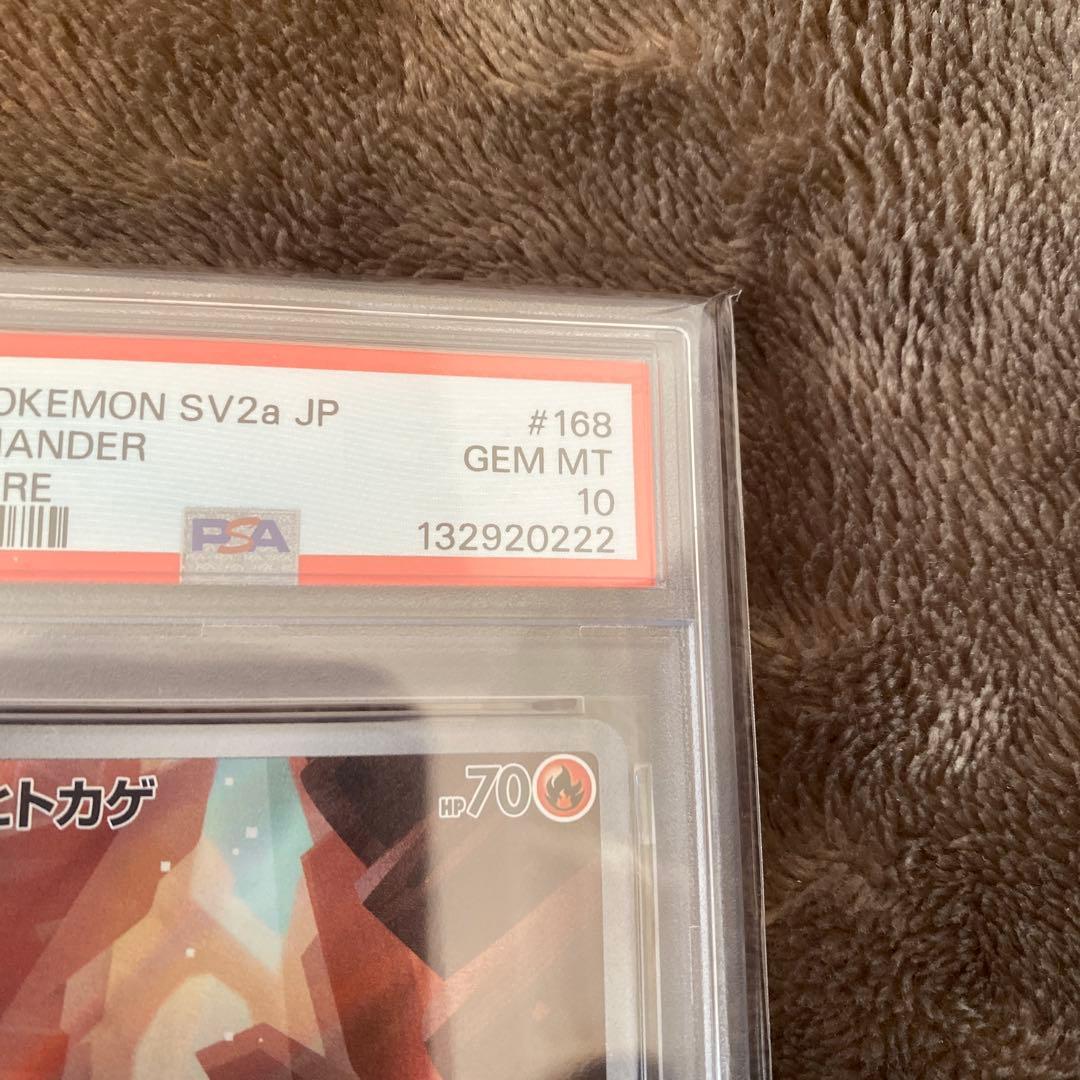 OKEMON SV2a JP
#168
MANDER
GEM MT
RE
10
PSA
132920222
ヒトカゲ
HP70